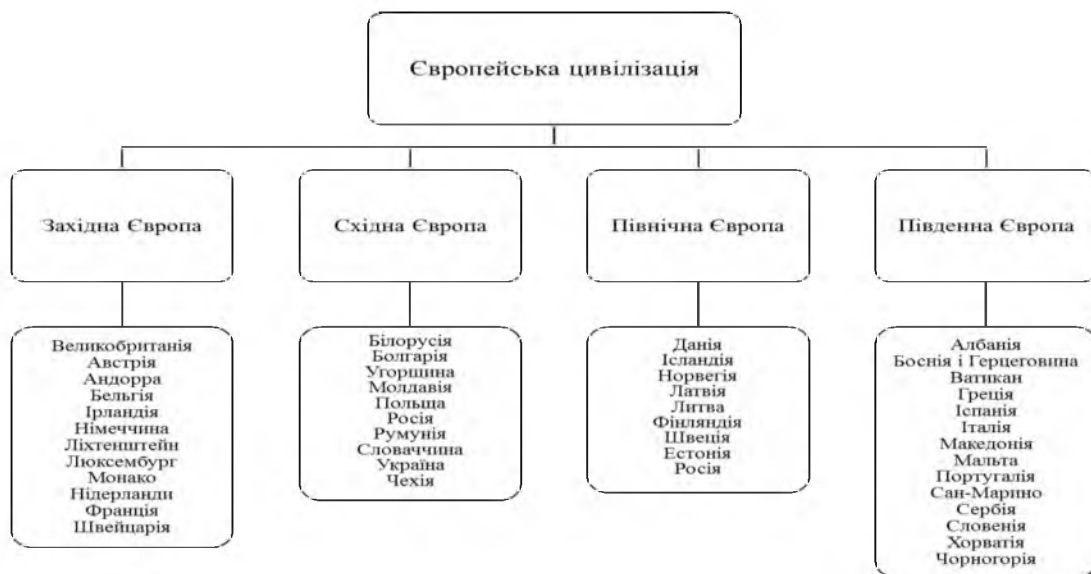 Європейська цивілізація
Західна Європа
Східна Європа
Північна Європа
Південна Європа
Великобританія
Австрія
Андорра
Бельгія
Ірландія
Німеччина
Ліхтенштейн
Люксембург
Монако
Нідерланди
Франція
Швейцарія
Білорусія
Болгарія
Угорщина
Молдавія
Польща
Росія
Румунія
Словаччина
Україна
Чехія
Данія
Ісландія
Норвегія
Латвія
Литва
Фінляндія
Швеція
Естонія
Росія
Албанія
Боснія і Герцеговина
Ватикан
Греція
Іспанія
Італія
Македонія
Мальта
Португалія
Сан-Марино
Сербія
Словенія
Хорватія
Чорногорія